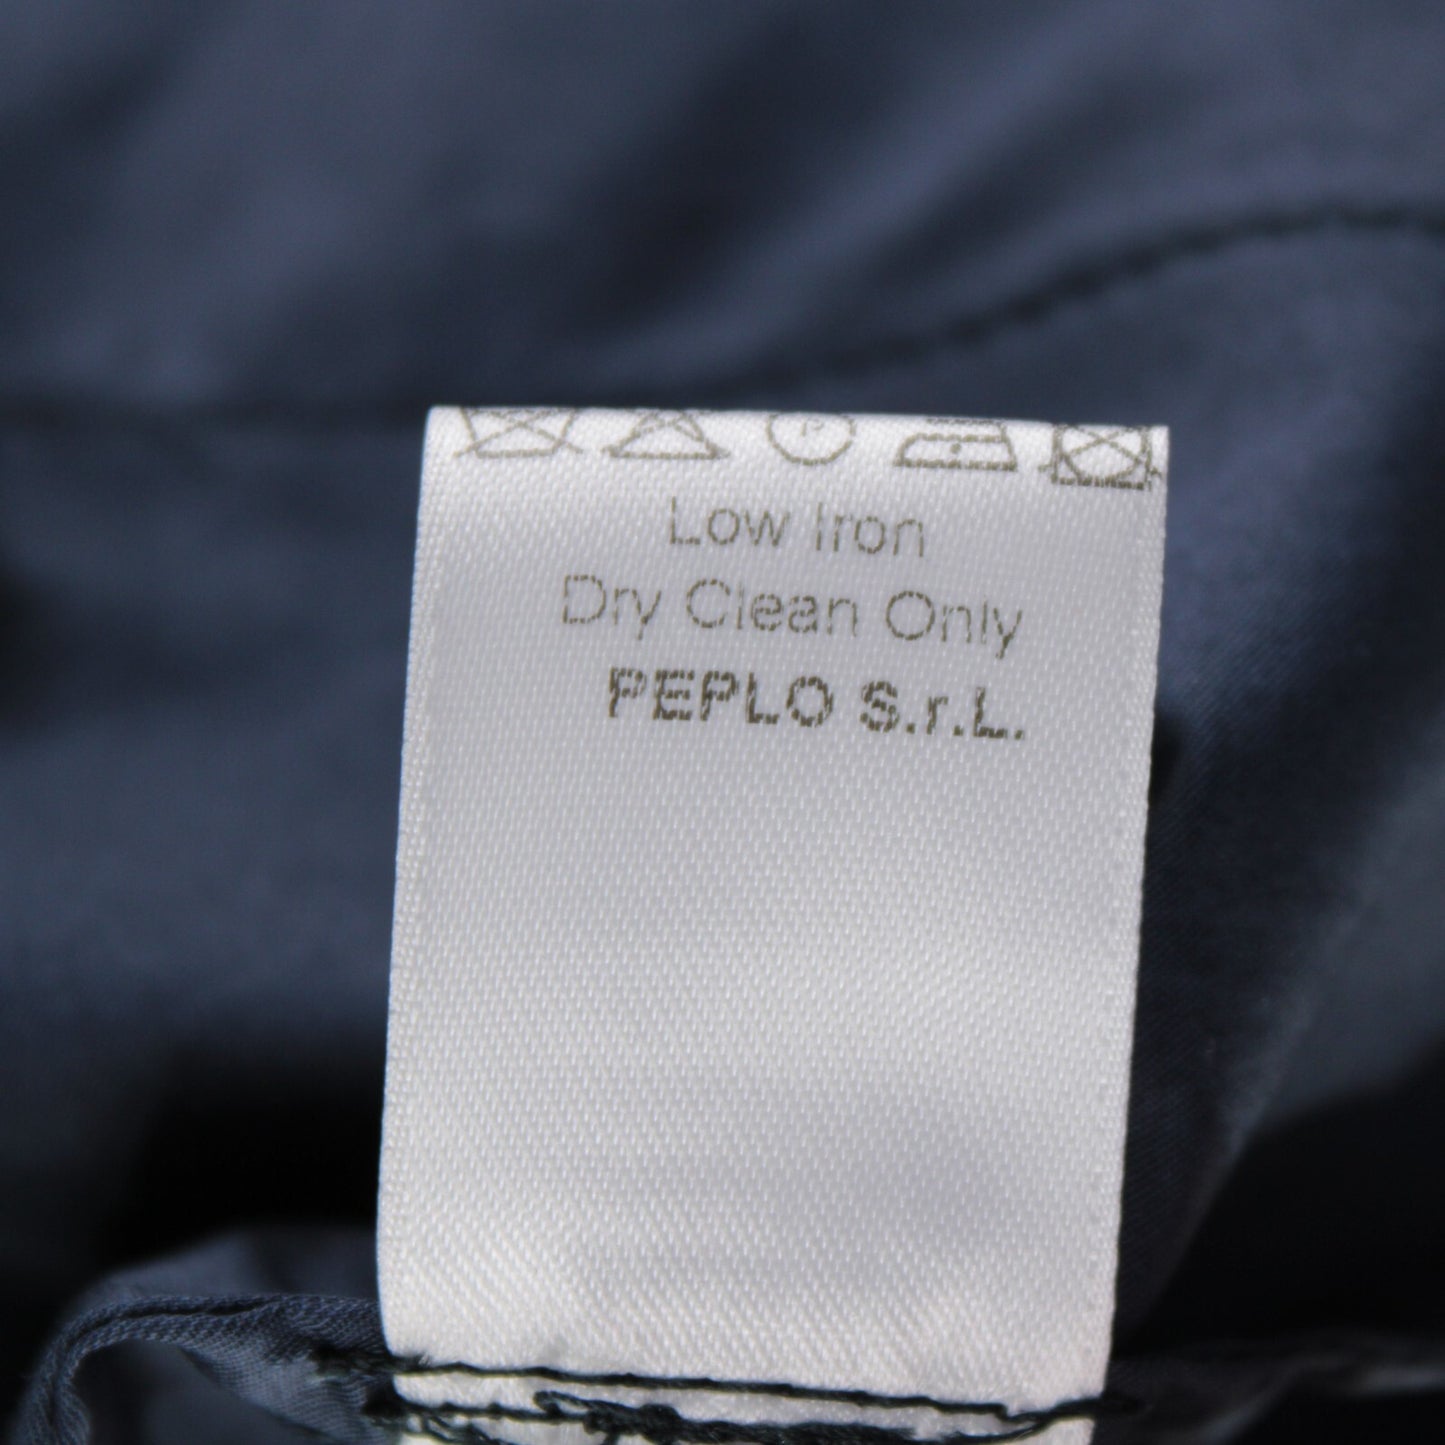 P
Low Iron
Dry Clean Only
PEPLO S.r.L.